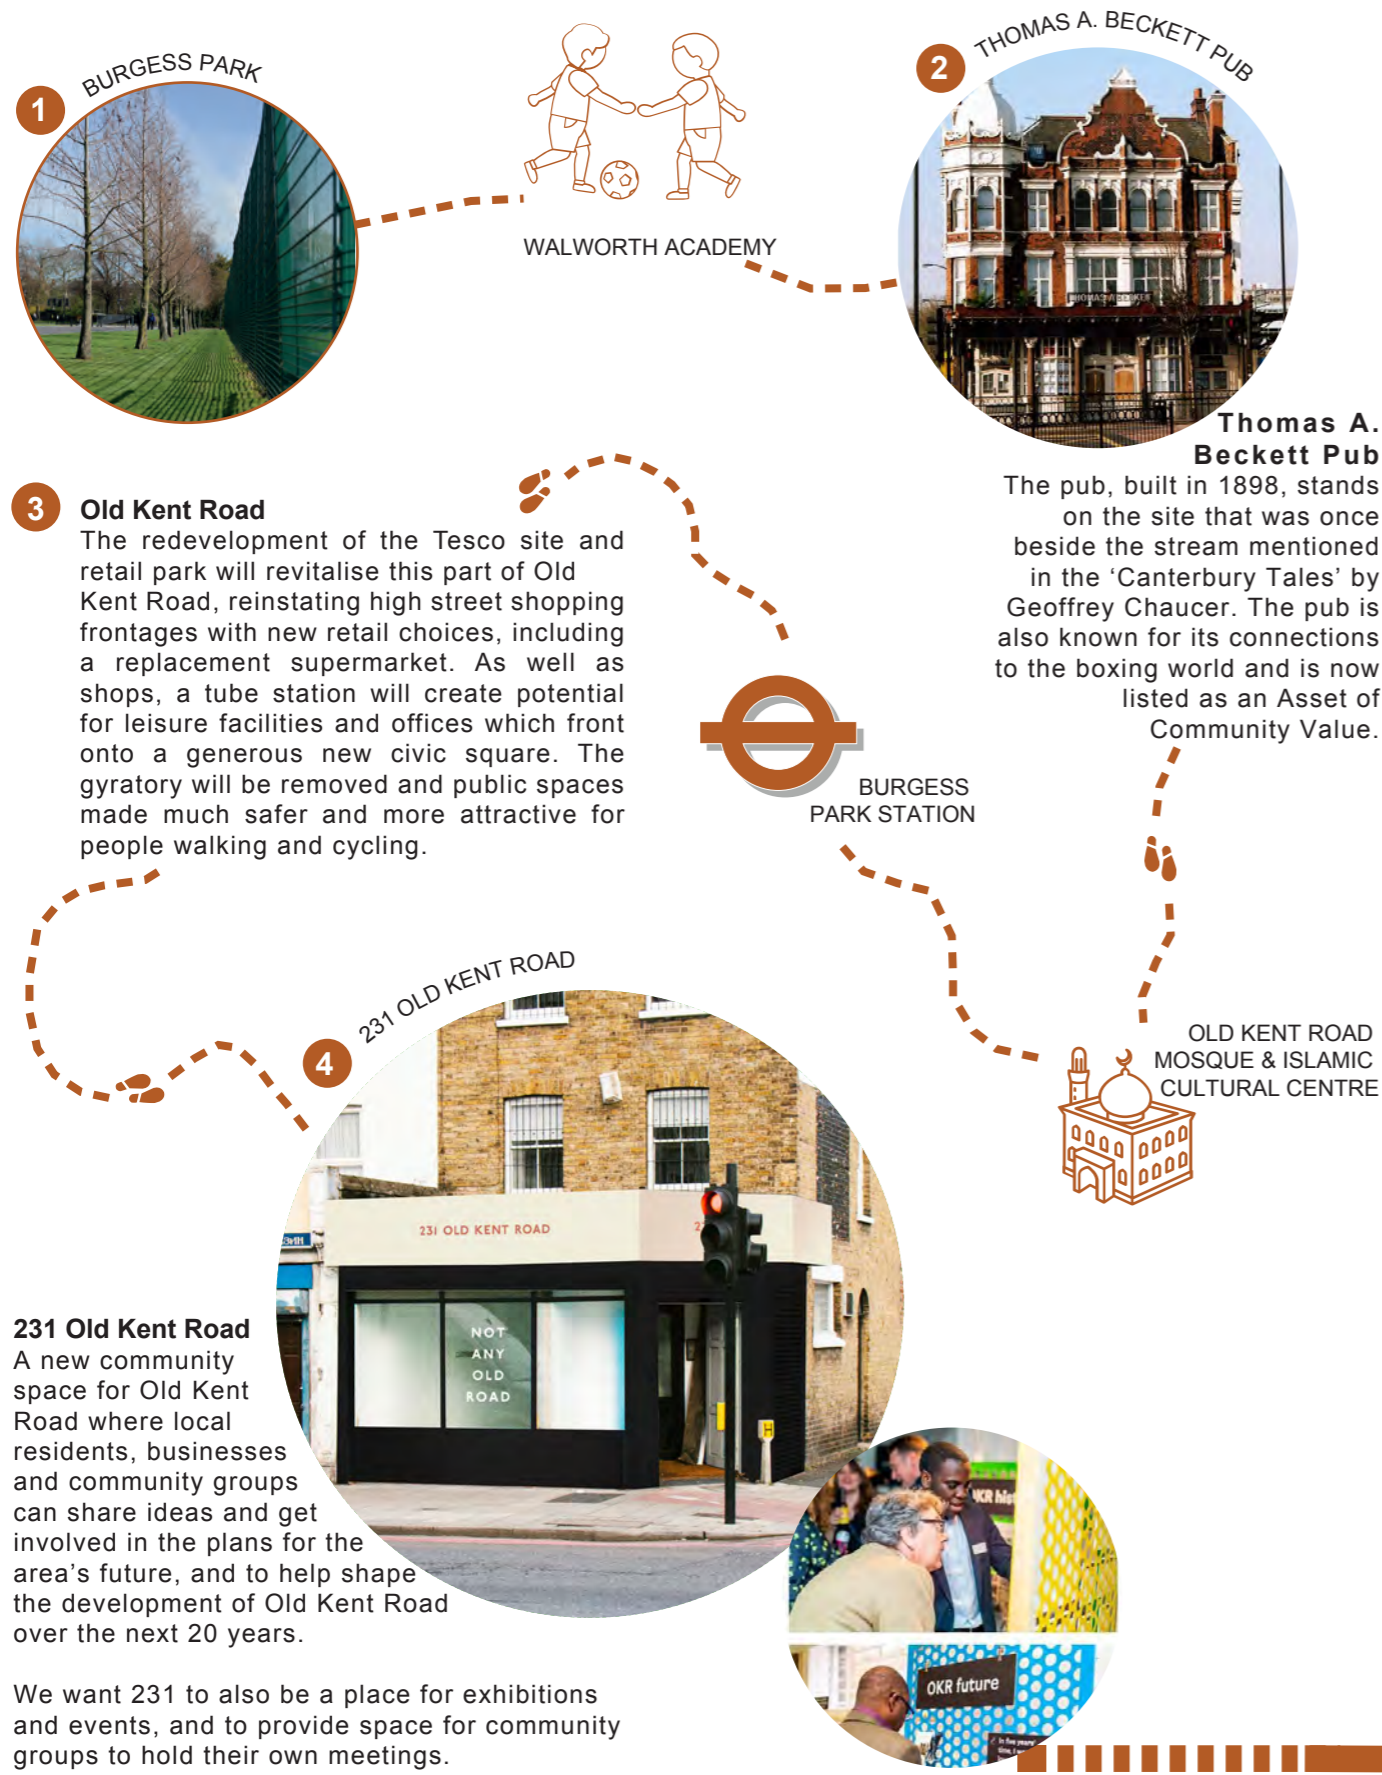 1
BURGESS PARK
WALWORTH ACADEMY
2
THOMAS A. BECKETT PUB
Thomas A.
Beckett Pub
The pub, built in 1898, stands
on the site that was once
beside the stream mentioned
in the ‘Canterbury Tales’ by
Geoffrey Chaucer. The pub is
also known for its connections
to the boxing world and is now
listed as an Asset of
Community Value.
3
Old Kent Road
The redevelopment of the Tesco site and
retail park will revitalise this part of Old
Kent Road, reinstating high street shopping
frontages with new retail choices, including
a replacement supermarket. As well as
shops, a tube station will create potential
for leisure facilities and offices which front
onto a generous new civic square. The
gyratory will be removed and public spaces
made much safer and more attractive for
people walking and cycling.
BURGESS
PARK STATION
OLD KENT ROAD
MOSQUE & ISLAMIC
CULTURAL CENTRE
4
231 OLD KENT ROAD
231 OLD KENT ROAD
NOT
ANY
OLD
ROAD
H
231 Old Kent Road
A new community
space for Old Kent
Road where local
residents, businesses
and community groups
can share ideas and get
involved in the plans for the
area’s future, and to help shape
the development of Old Kent Road
over the next 20 years.
We want 231 to also be a place for exhibitions
and events, and to provide space for community
groups to hold their own meetings.
OKR future
In five years'